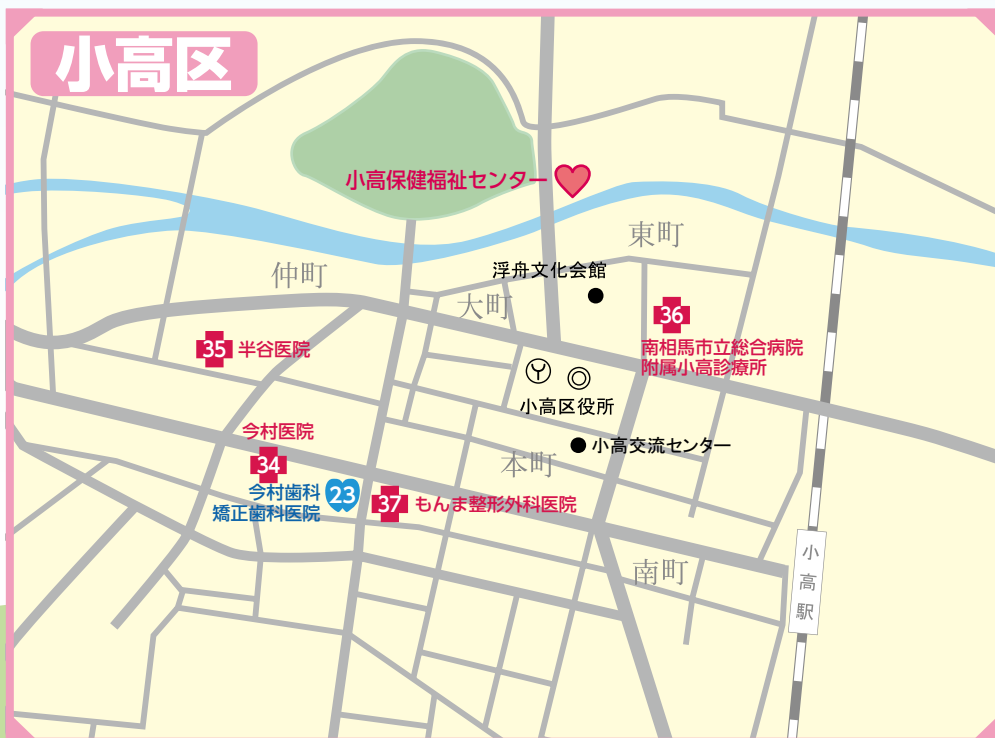 小高区
小高保健福祉センター
東町
仲町
浮舟文化会館
大町
36
南相馬市立総合病院
附属小高診療所
35 半谷医院
小高区役所
今村医院
34
小高交流センター
本町
今村歯科
矯正歯科医院
23
37 もんま整形外科医院
南町
小高駅